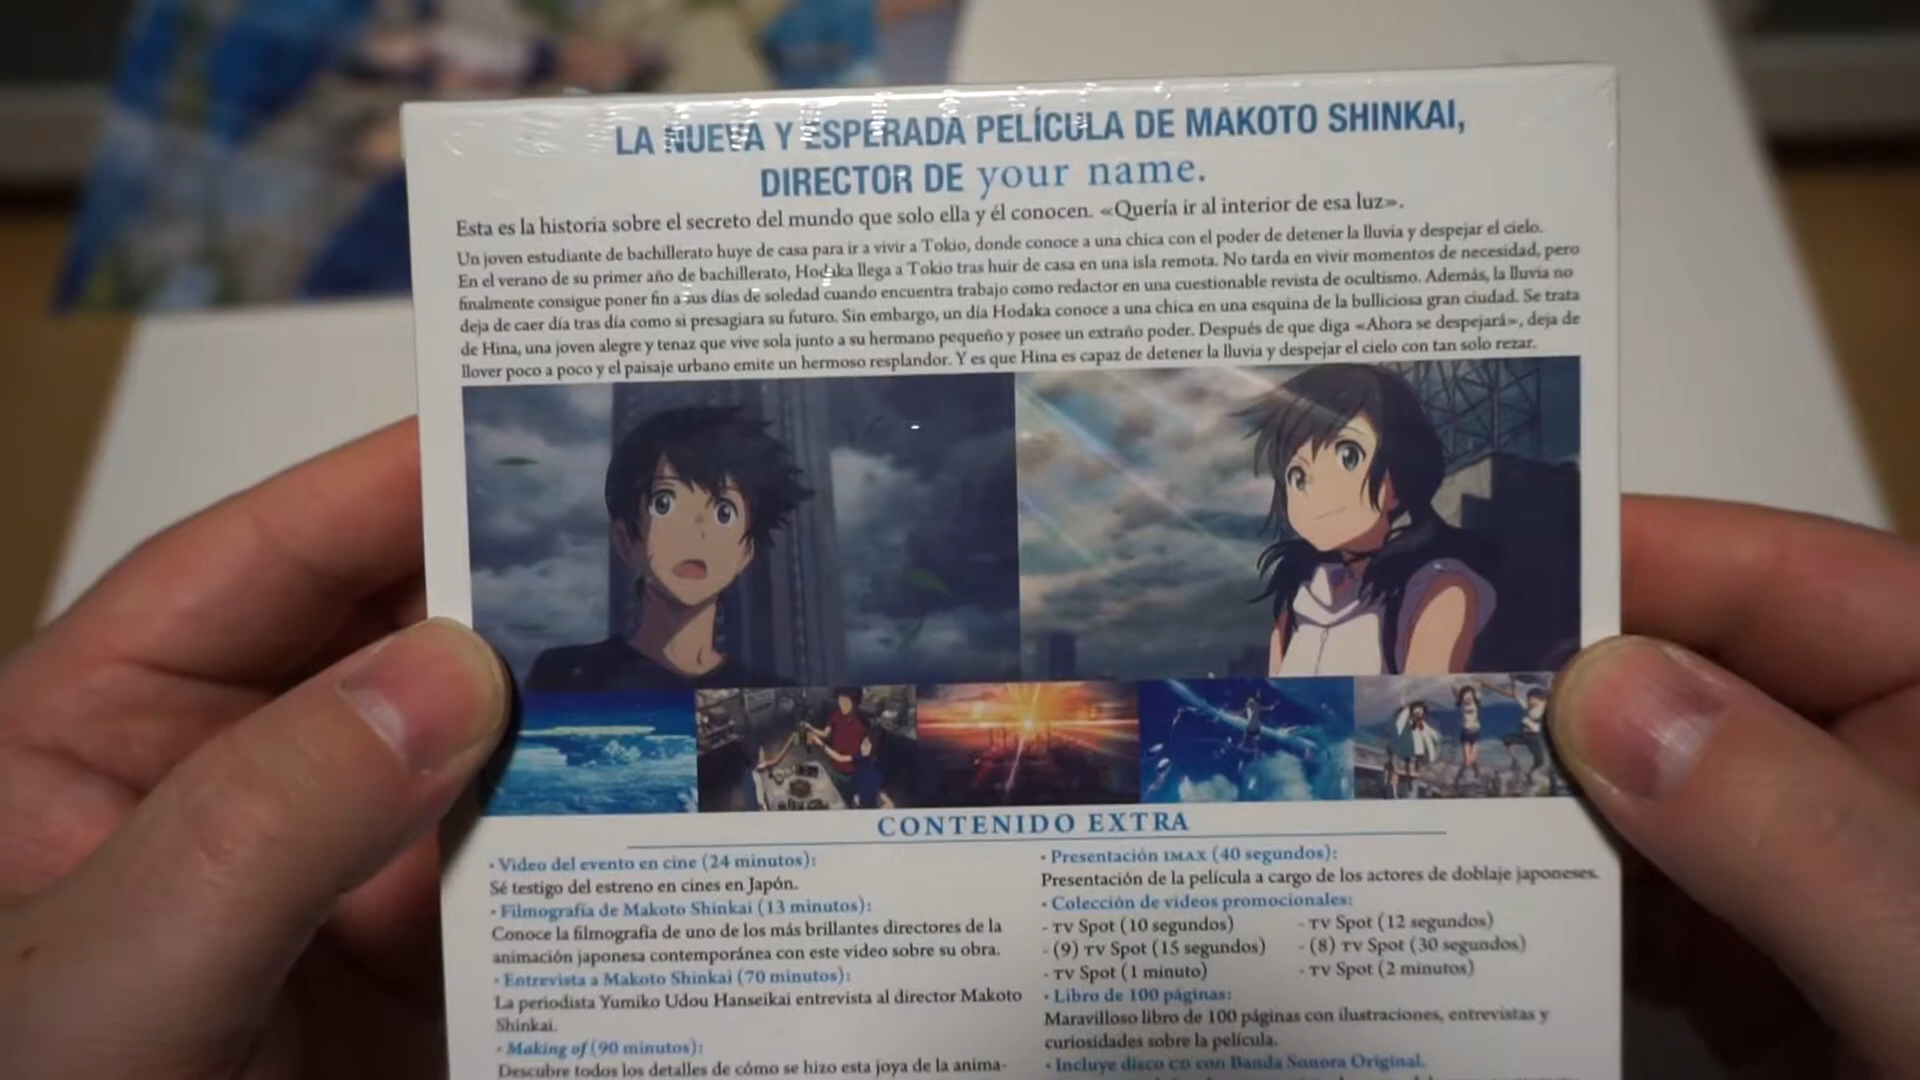 LA NUEVA Y ESPERADA PELÍCULA DE MAKOTO SHINKAI,
DIRECTOR DE your name.
Esta es la historia sobre el secreto del mundo que solo ella y él conocen. «Quería ir al interior de esa luz».
Un joven estudiante de bachillerato huye de casa para ir a vivir a Tokio, donde conoce a una chica con el poder de detener la lluvia y despejar el cielo.
En el verano de su primer año de bachillerato, Hodaka llega a Tokio tras huir de casa en una isla remota. No tarda en vivir momentos de necesidad, pero
finalmente consigue poner fin a sus días de soledad cuando encuentra trabajo como redactor en una cuestionable revista de ocultismo. Además, la lluvia no
deja de caer día tras día como si presagiara su futuro. Sin embargo, un día Hodaka conoce a una chica en una esquina de la bulliciosa gran ciudad. Se trata
de Hina, una joven alegre y tenaz que vive sola junto a su hermano pequeño y posee un extraño poder. Después de que diga «Ahora se despejará», deja de
llover poco a poco y el paisaje urbano emite un hermoso resplandor. Y es que Hina es capaz de detener la lluvia y despejar el cielo con tan solo rezar.
CONTENIDO EXTRA
• Video del evento en cine (24 minutos):
Sé testigo del estreno en cines en Japón.
• Filmografía de Makoto Shinkai (13 minutos):
Conoce la filmografía de uno de los más brillantes directores de la
animación japonesa contemporánea con este vídeo sobre su obra.
• Entrevista a Makoto Shinkai (70 minutos):
La periodista Yumiko Udou Hanseikai entrevista al director Makoto
Shinkai.
• Making of (90 minutos):
Descubre todos los detalles de cómo se hizo esta joya de la anima-
• Presentación IMAX (40 segundos):
Presentación de la película a cargo de los actores de doblaje japoneses.
• Colección de videos promocionales:
- TV Spot (10 segundos) - TV Spot (12 segundos)
- (9) TV Spot (15 segundos) - (8) TV Spot (30 segundos)
- TV Spot (1 minuto) - TV Spot (2 minutos)
• Libro de 100 páginas:
Maravilloso libro de 100 páginas con ilustraciones, entrevistas y
curiosidades sobre la película.
• Incluye disco CD con Banda Sonora Original.